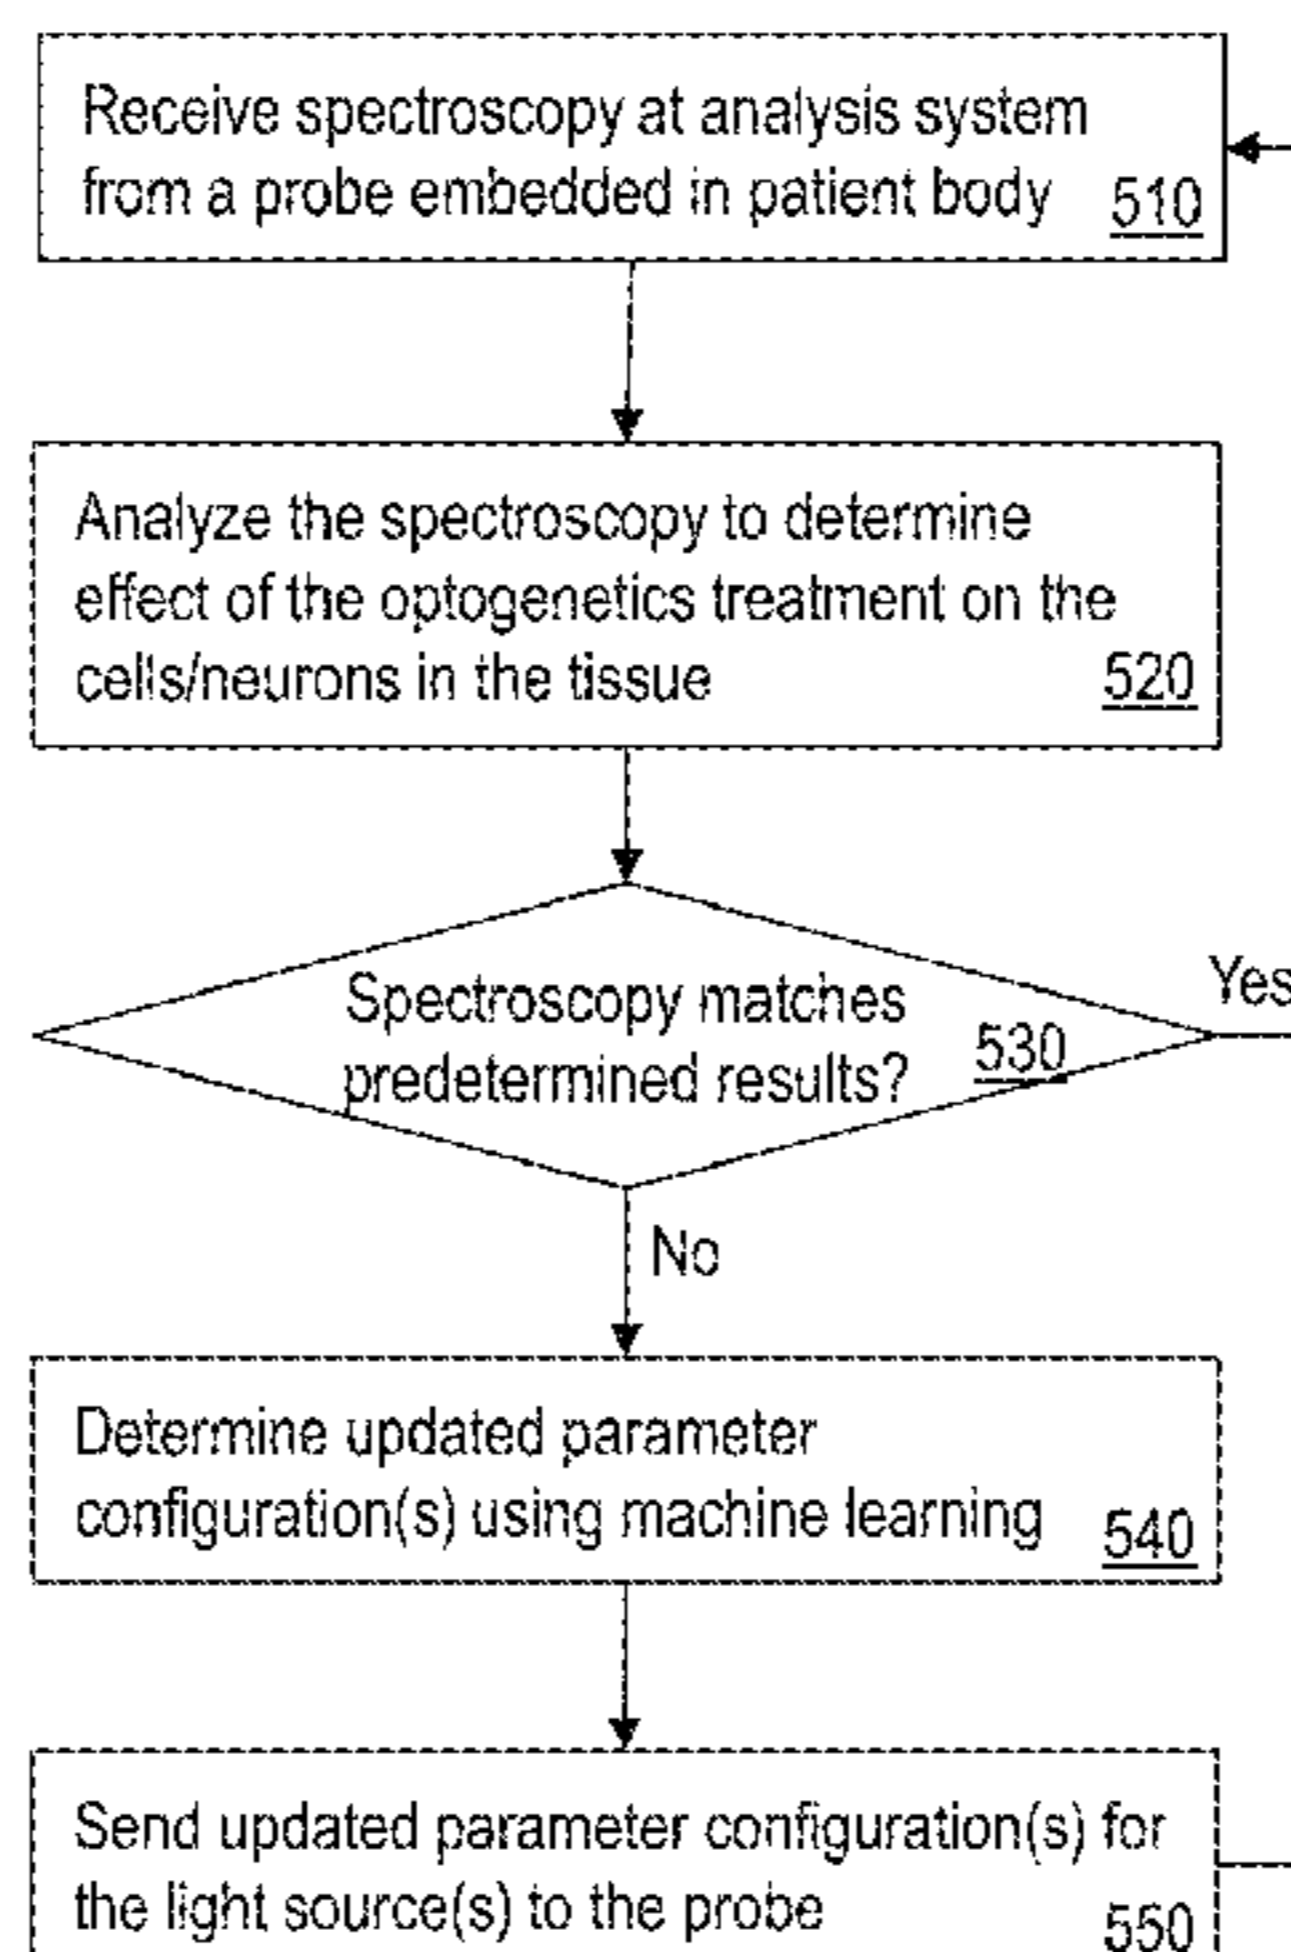 Receive spectroscopy at analysis system
from a probe embedded in patient body 510
Analyze the spectroscopy to determine
effect of the optogenetics treatment on the
cells/neurons in the tissue 520
Yes
Spectroscopy matches
predetermined results? 530
No
Determine updated parameter
configuration(s) using machine learning 540
Send updated parameter configuration(s) for
the light source(s) to the probe 550